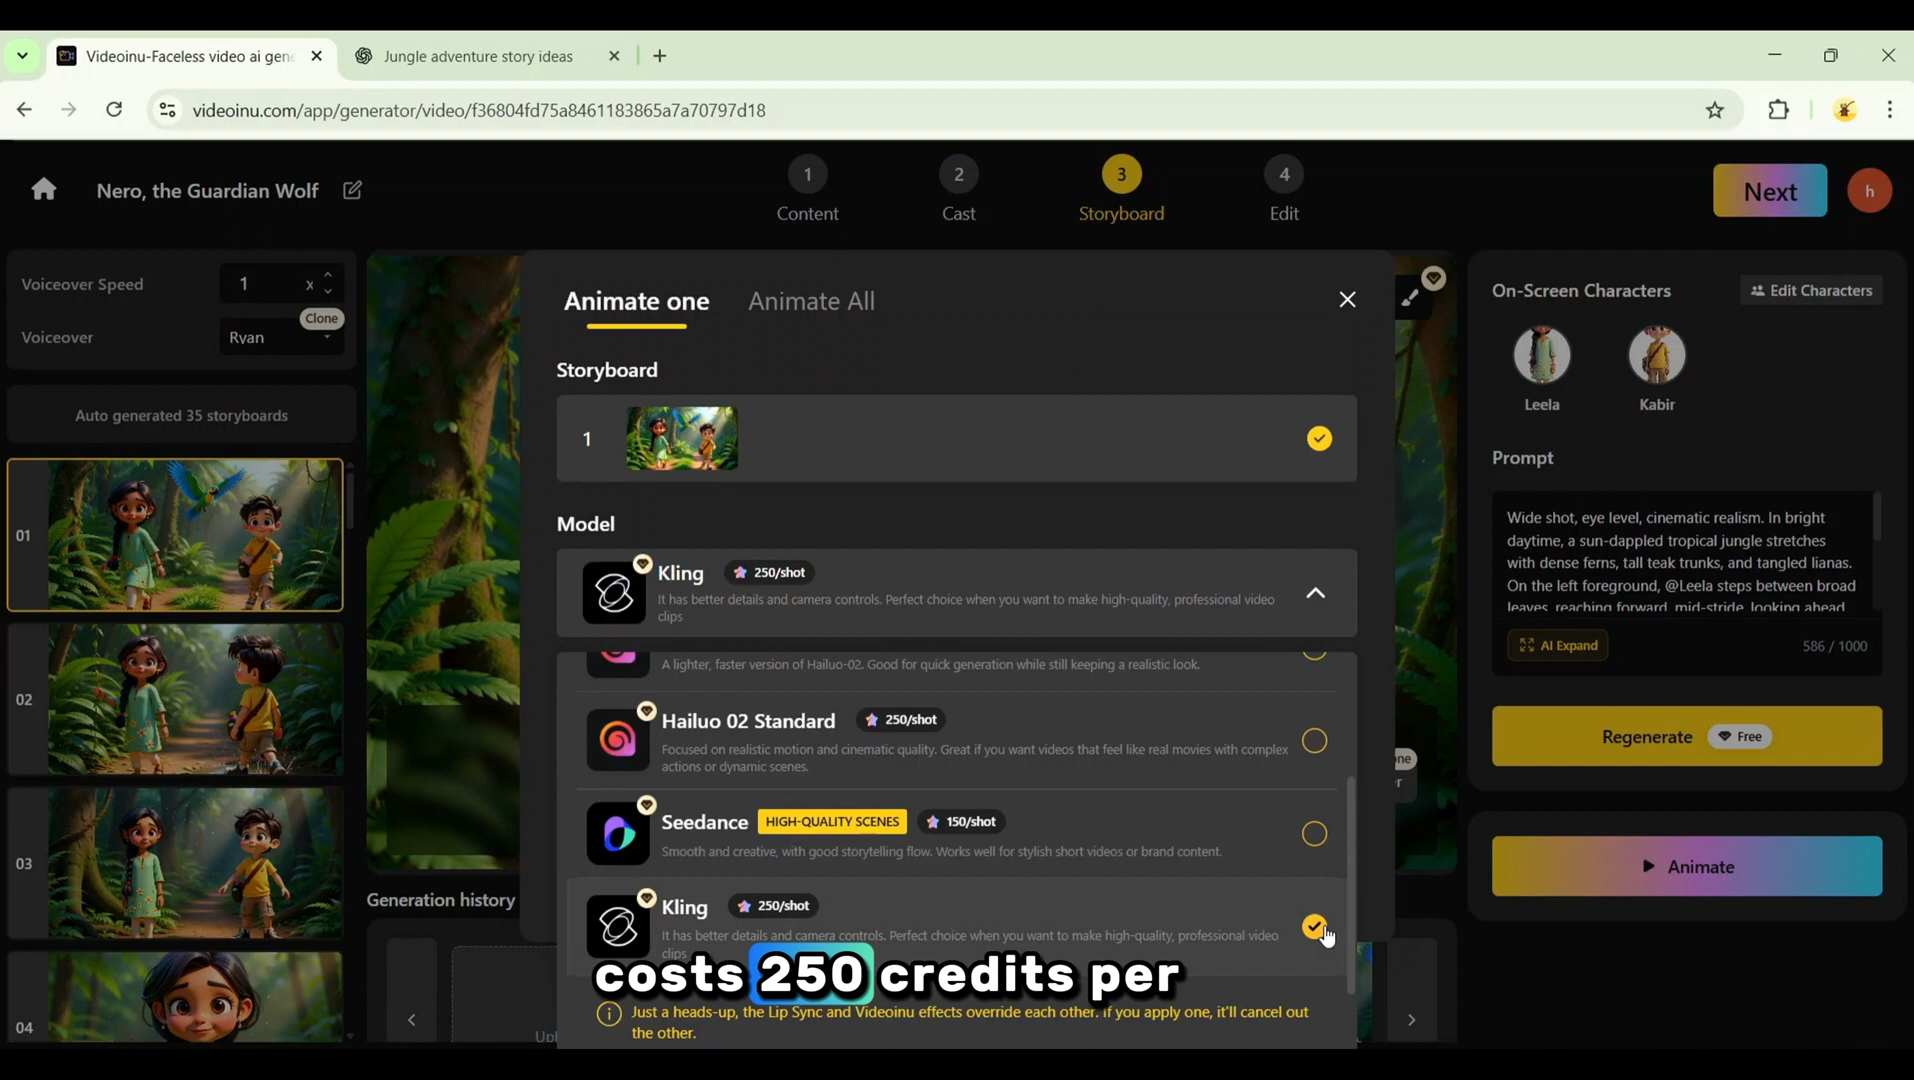 Videoinu-Faceless video ai gene
Jungle adventure story ideas
videoinu.com/app/generator/video/f36804fd75a8461183865a7a70797d18
Nero, the Guardian Wolf
1
Content
2
Cast
3
Storyboard
4
Edit
Next
h
Voiceover Speed
1 x
Clone
Voiceover
Ryan
Auto generated 35 storyboards
01
02
03
04
Animate one
Animate All
Storyboard
1
Model
Kling
250/shot
It has better details and camera controls. Perfect choice when you want to make high-quality, professional video
clips
A lighter, faster version of Hailuo-02. Good for quick generation while still keeping a realistic look.
Hailuo 02 Standard
250/shot
Focused on realistic motion and cinematic quality. Great if you want videos that feel like real movies with complex
actions or dynamic scenes.
Seedance
HIGH-QUALITY SCENES
150/shot
Smooth and creative, with good storytelling flow. Works well for stylish short videos or brand content.
Kling
250/shot
It has better details and camera controls. Perfect choice when you want to make high-quality, professional video
clips
costs 250 credits per
Just a heads-up, the Lip Sync and Videoinu effects override each other. If you apply one, it'll cancel out
the other.
Generation history
Upl
On-Screen Characters
Edit Characters
Leela
Kabir
Prompt
Wide shot, eye level, cinematic realism. In bright
daytime, a sun-dappled tropical jungle stretches
with dense ferns, tall teak trunks, and tangled lianas.
On the left foreground, @Leela steps between broad
leaves, reaching forward, mid-stride, looking ahead
AI Expand
586 / 1000
Regenerate
Free
Animate